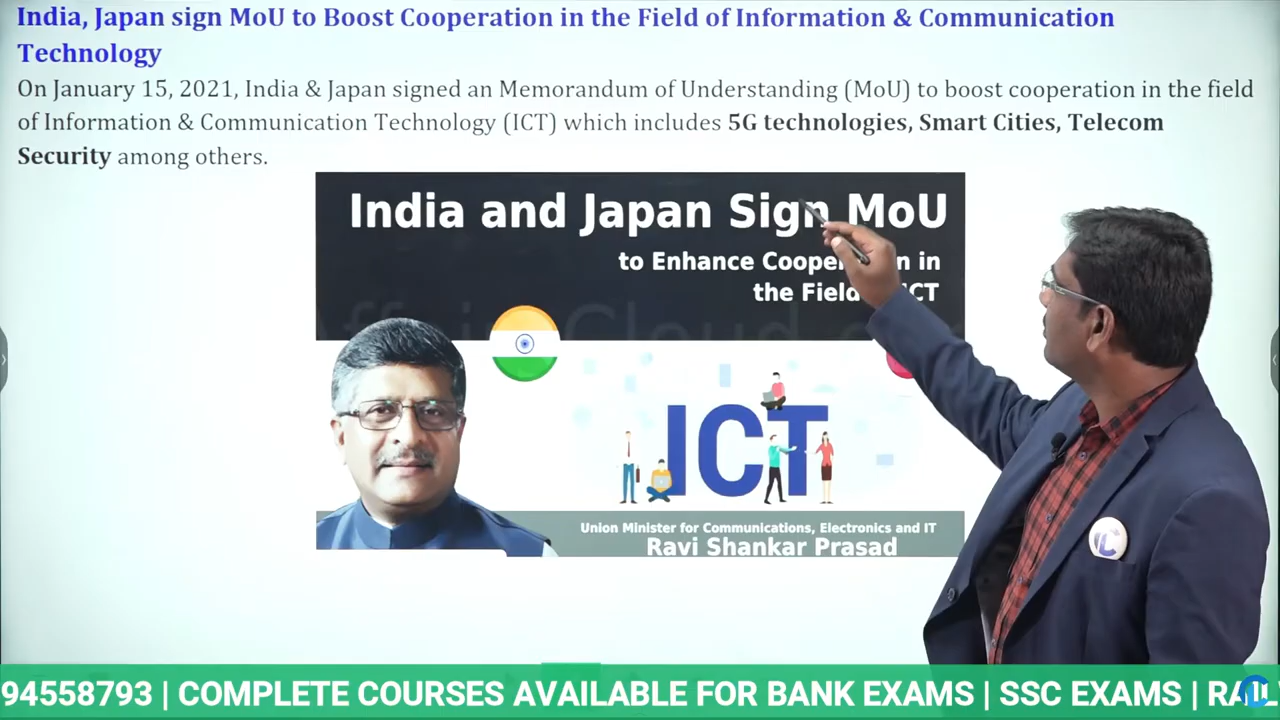 India, Japan sign MoU to Boost Cooperation in the Field of Information & Communication
Technology
On January 15, 2021, India & Japan signed an Memorandum of Understanding (MoU) to boost cooperation in the field
of Information & Communication Technology (ICT) which includes 5G technologies, Smart Cities, Telecom
Security among others.
India and Japan Sign MoU
to Enhance in
the Field
ICT
Union Minister for Communications, Electronics and IT
Ravi Shankar Prasad
94558793 | COMPLETE COURSES AVAILABLE FOR BANK EXAMS | SSC EXAMS |